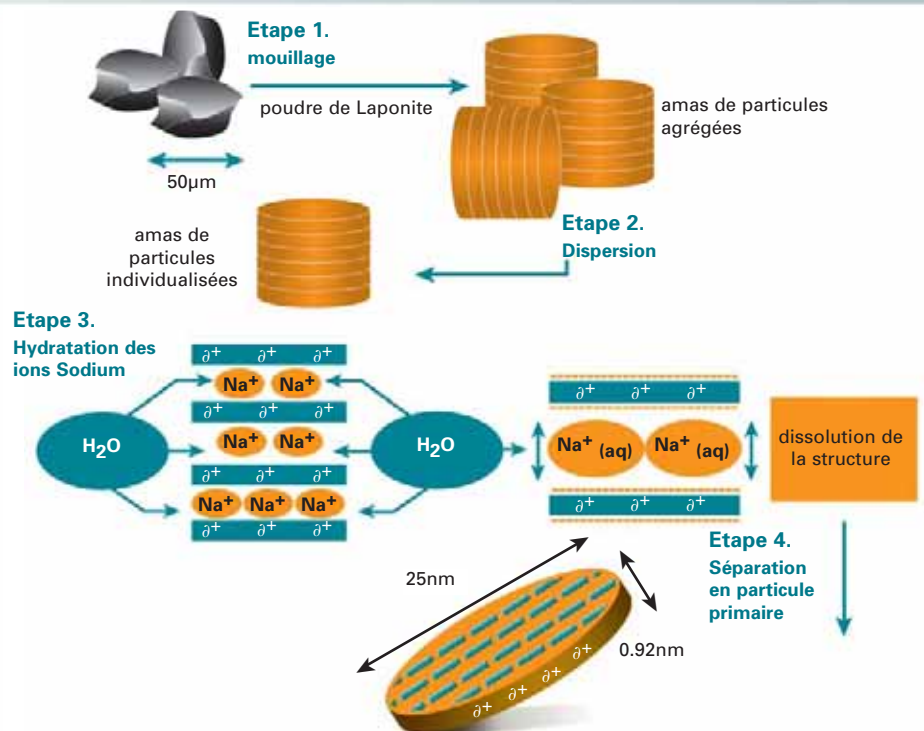 Etape 1.
mouillage
poudre de Laponite
50µm
amas de particules
agrégées
Etape 2.
Dispersion
amas de
particules
individualisées
Etape 3.
Hydratation des
ions Sodium
H2O
∂+ ∂+ ∂+
Na+ Na+
∂+ ∂+ ∂+
Na+ Na+
∂+ ∂+ ∂+
Na+ Na+ Na+
∂+ ∂+ ∂+
H2O
∂+ ∂+ ∂+
Na+ (aq) Na+ (aq)
∂+ ∂+ ∂+
dissolution de
la structure
Etape 4.
Séparation
en particule
primaire
25nm
0.92nm
∂+ ∂+ ∂+ ∂+